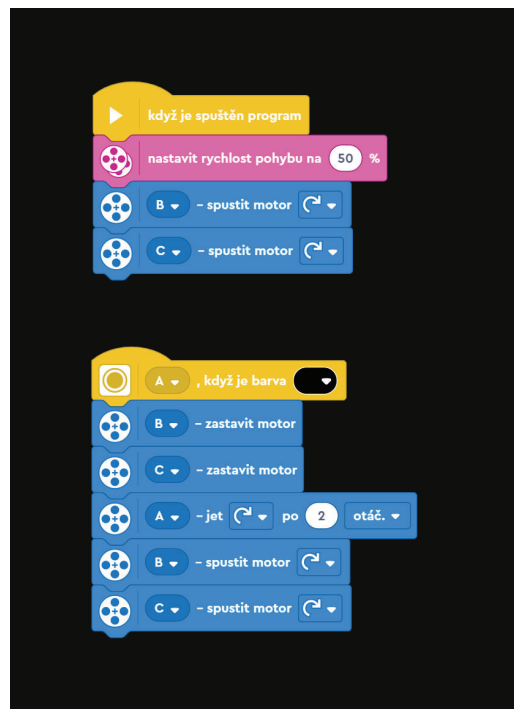 když je spuštěn program
nastavit rychlost pohybu na 50 %
B – spustit motor
C – spustit motor
A , když je barva
B – zastavit motor
C – zastavit motor
A – jet po 2 otáč.
B – spustit motor
C – spustit motor